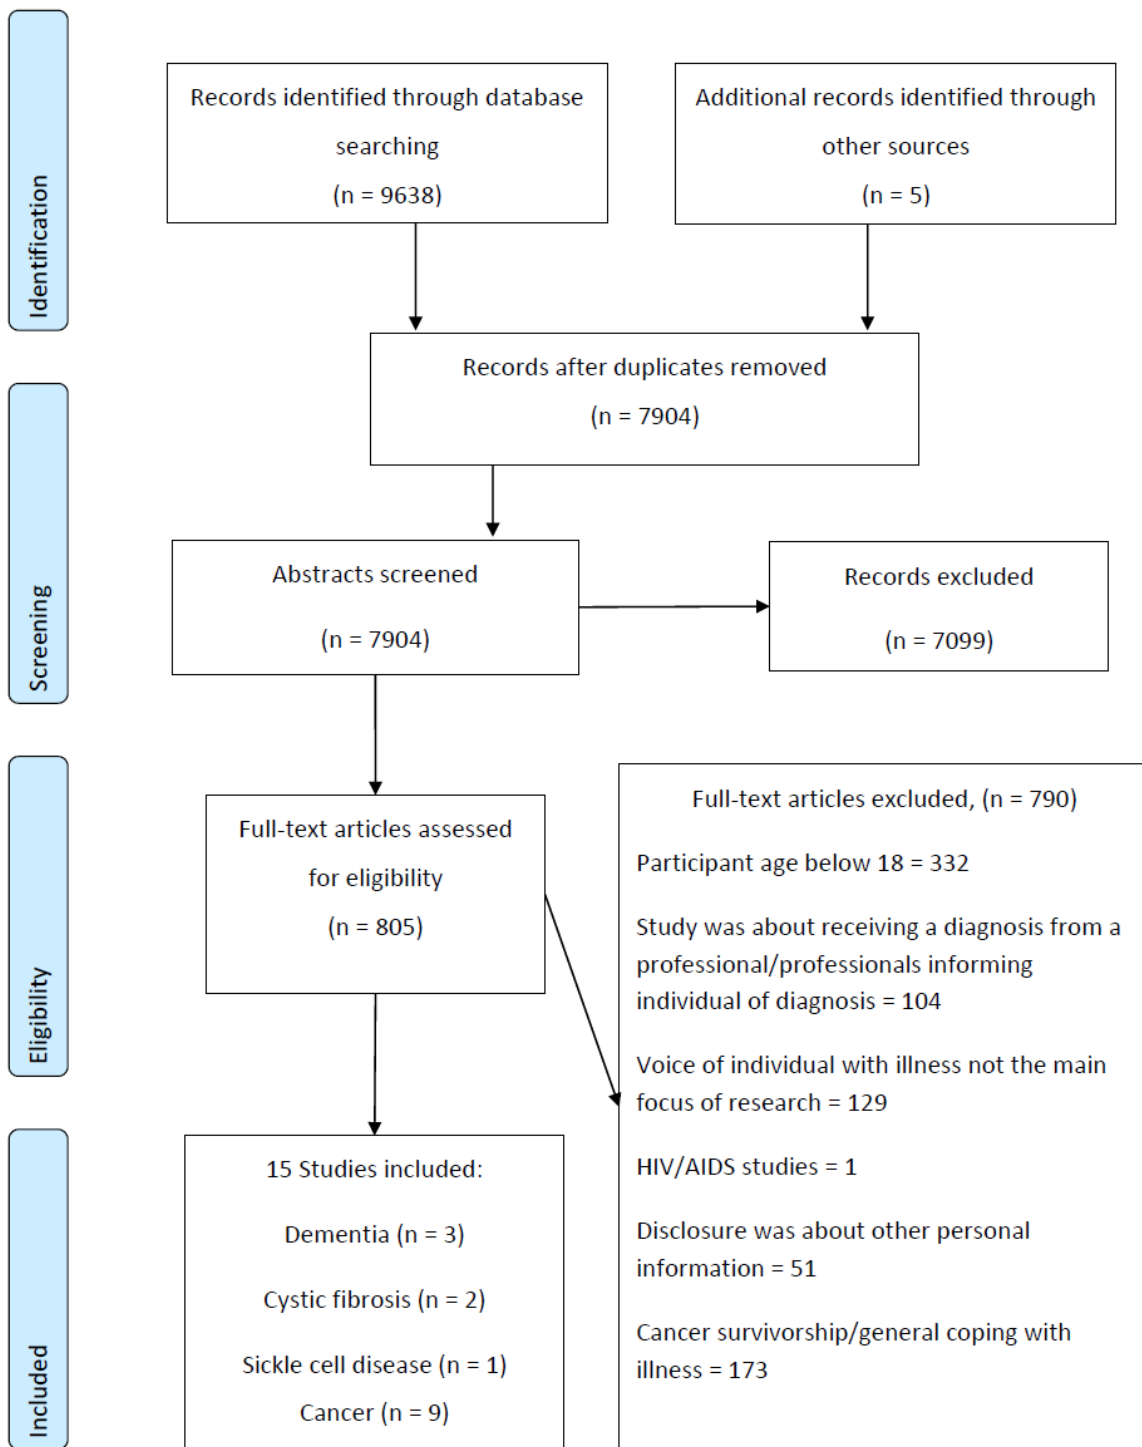 Identification
Records identified through database
searching
(n = 9638)
Additional records identified through
other sources
(n = 5)
Records after duplicates removed
(n = 7904)
Screening
Abstracts screened
(n = 7904)
Records excluded
(n = 7099)
Eligibility
Full-text articles assessed
for eligibility
(n = 805)
Full-text articles excluded, (n = 790)
Participant age below 18 = 332
Study was about receiving a diagnosis from a
professional/professionals informing
individual of diagnosis = 104
Voice of individual with illness not the main
focus of research = 129
HIV/AIDS studies = 1
Disclosure was about other personal
information = 51
Cancer survivorship/general coping with
illness = 173
Included
15 Studies included:
Dementia (n = 3)
Cystic fibrosis (n = 2)
Sickle cell disease (n = 1)
Cancer (n = 9)